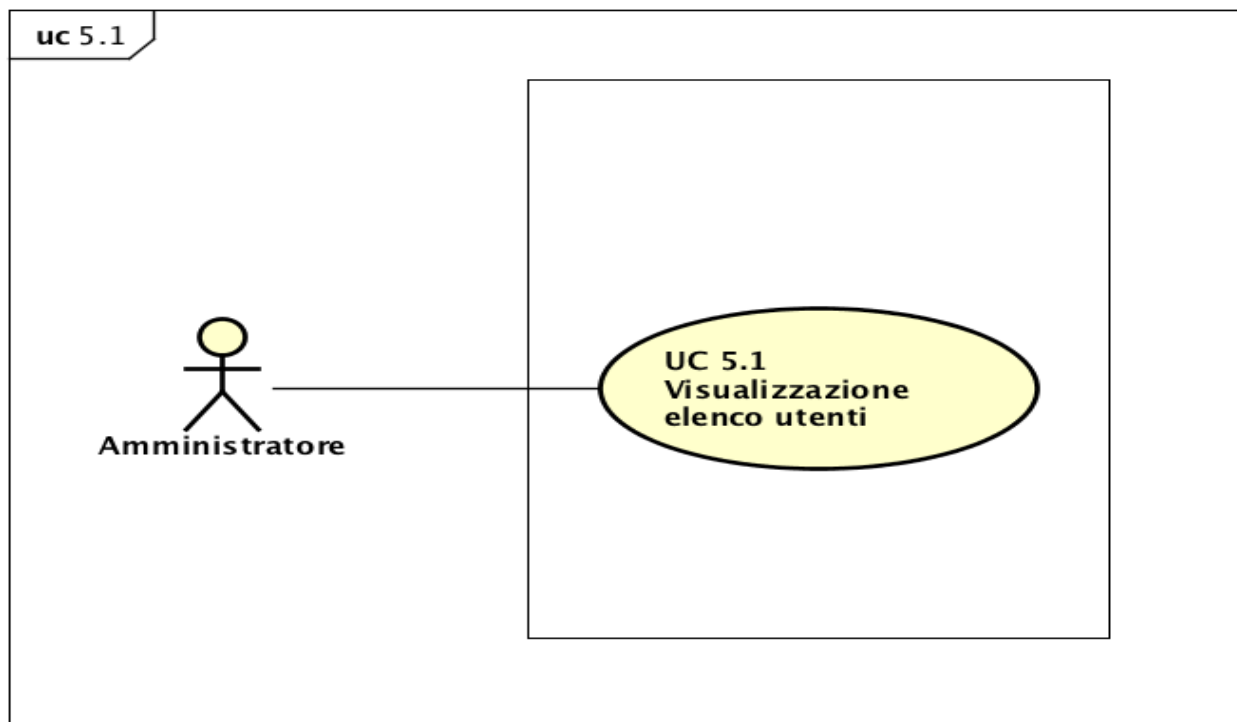 uc 5.1
UC 5.1
Visualizzazione
elenco utenti
Amministratore